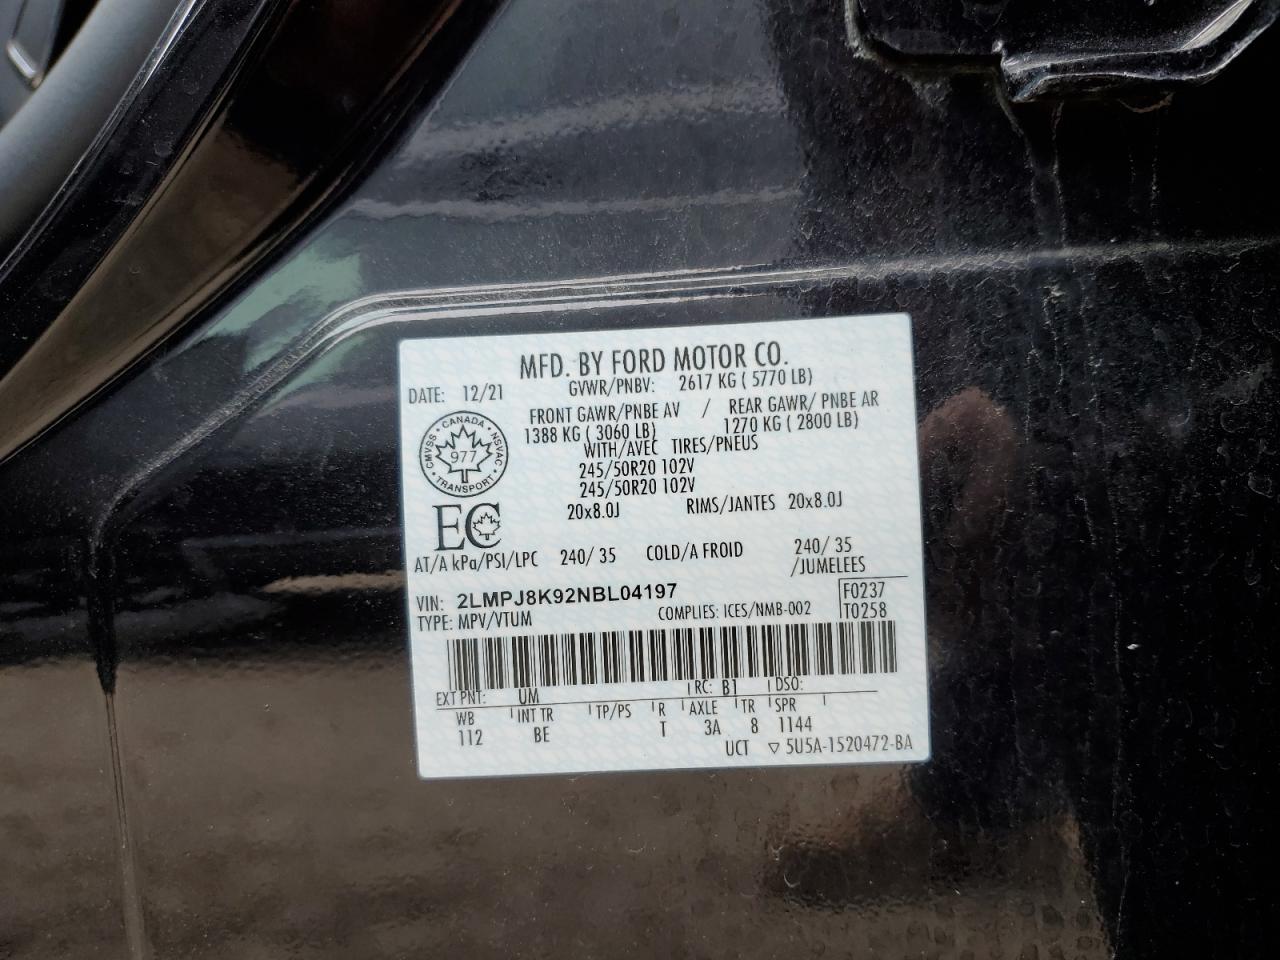 MFD. BY FORD MOTOR CO.
DATE: 12/21 GVWR/PNBV: 2617 KG ( 5770 LB)
FRONT GAWR/PNBE AV / REAR GAWR/ PNBE AR
1388 KG ( 3060 LB) 1270 KG ( 2800 LB)
WITH/AVEC TIRES/PNEUS
245/50R20 102V
245/50R20 102V
20x8.0J RIMS/JANTES 20x8.0J
CANADA
CMVSS 977 NSVAC
TRANSPORT
EC
AT/A kPa/PSI/LPC 240/ 35 COLD/A FROID 240/ 35
/JUMELEES
VIN: 2LMPJ8K92NBL04197 F0237
TYPE: MPV/VTUM COMPLIES: ICES/NMB-002 T0258
EXT PNT: UM RC: B1 DSO:
WB INT TR TP/PS R AXLE TR SPR
112 BE T 3A 8 1144
UCT ▽ 5U5A-1520472-BA